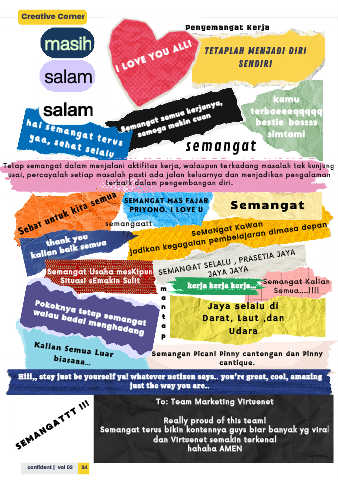 Creative Corner
Penyemangat Kerja
masih
salam
salam
I LOVE YOU ALL!
TETAPLAH MENJADI DIRI
SENDIRI
hai semangat terus
yaa, sehat selalu
Semangat semua kerjanya,
semoga makin cuan
kamu
terbaeeeaqqqqq
bestie bossss
simtami
semangat
Tetap semangat dalam menjalani aktifitas kerja, walaupun terkadang masalah tak kunjung
usai, percayalah setiap masalah pasti ada jalan keluarnya dan menjadikan pengalaman
terbaik dalam pengembangan diri.
Sehat untuk kita semua
SEMANGAT MAS FAJAR
PRIYONO. I LOVE U
semangaatt
Semangat
thank you
kalian baik semua
SeMaNGaT KaWan
jadikan kegagalan pembelajaran dimasa depan
Semangat Usaha mesKipun
Situasi sEmakin Sulit
SEMANGAT SELALU , PRASETIA JAYA
JAYA JAYA
kerja kerja kerja...
Semangat Kalian
Semua....!!!!
mantap
Pokoknya tetap semangat
walau badai menghadang
Jaya selalu di
Darat, Laut ,dan
Udara
Kalian Semua Luar
biasana...
Semangan Pican! Pinny cantengan dan Pinny
cantique.
Hiii,, stay just be yourself ya! whatever netizen says.. you're great, cool, amazing
just the way you are..
SEMANGATTT !!!
To: Team Marketing Virtuenet
Really proud of this team!
Semangat terus bikin kontennya guys biar banyak yg viral
dan Virtuenet semakin terkenal
hahaha AMEN
confident | vol 03 34